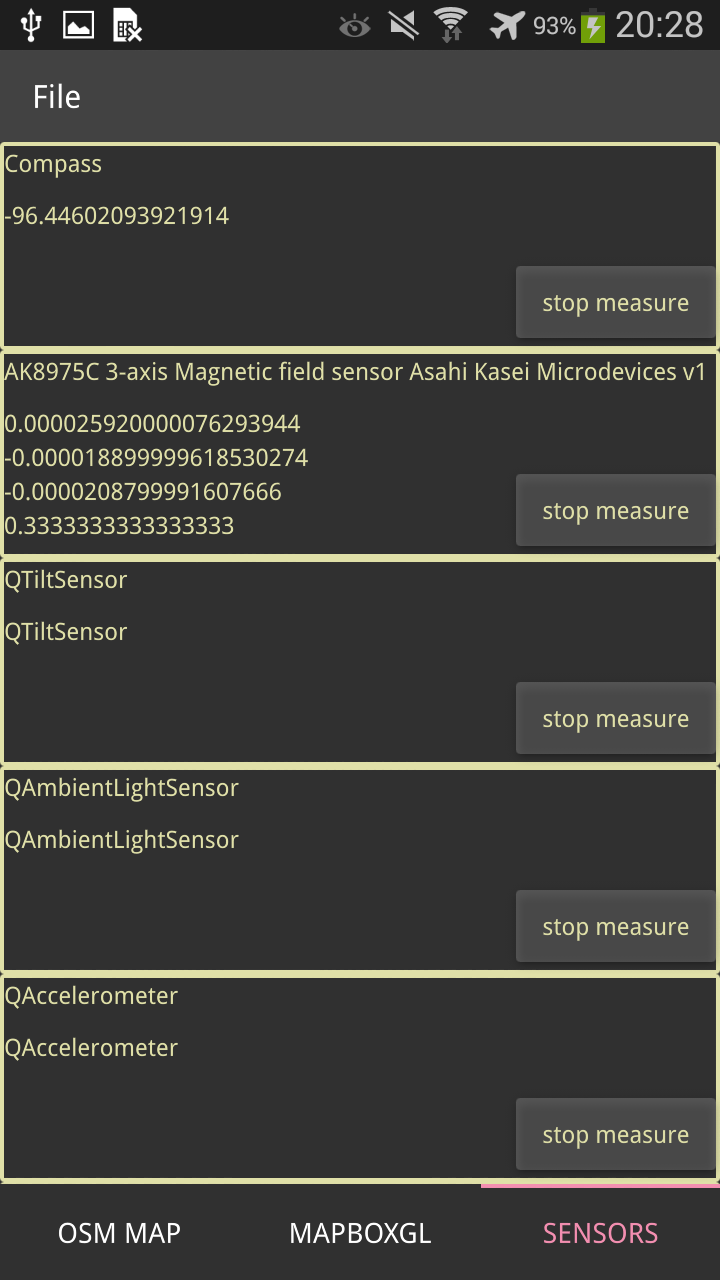 93% 20:28
File
Compass
-96.44602093921914
stop measure
AK8975C 3-axis Magnetic field sensor Asahi Kasei Microdevices v1
0.000025920000076293944
-0.000018899999618530274
-0.0000208799991607666
0.3333333333333333
stop measure
QTiltSensor
QTiltSensor
stop measure
QAmbientLightSensor
QAmbientLightSensor
stop measure
QAccelerometer
QAccelerometer
stop measure
OSM MAP MAPBOXGL SENSORS